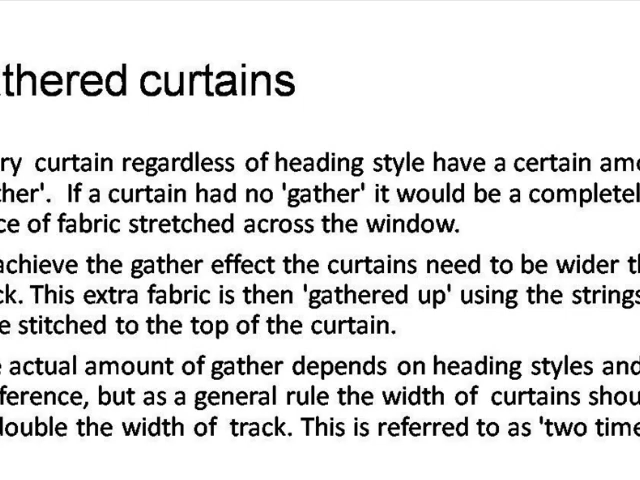 thered curtains
ry curtain regardless of heading style have a certain amo
her'. If a curtain had no 'gather' it would be a completel
ce of fabric stretched across the window.
achieve the gather effect the curtains need to be wider th
ck. This extra fabric is then 'gathered up' using the strings
e stitched to the top of the curtain.
e actual amount of gather depends on heading styles and
ference, but as a general rule the width of curtains shou
double the width of track. This is referred to as 'two time